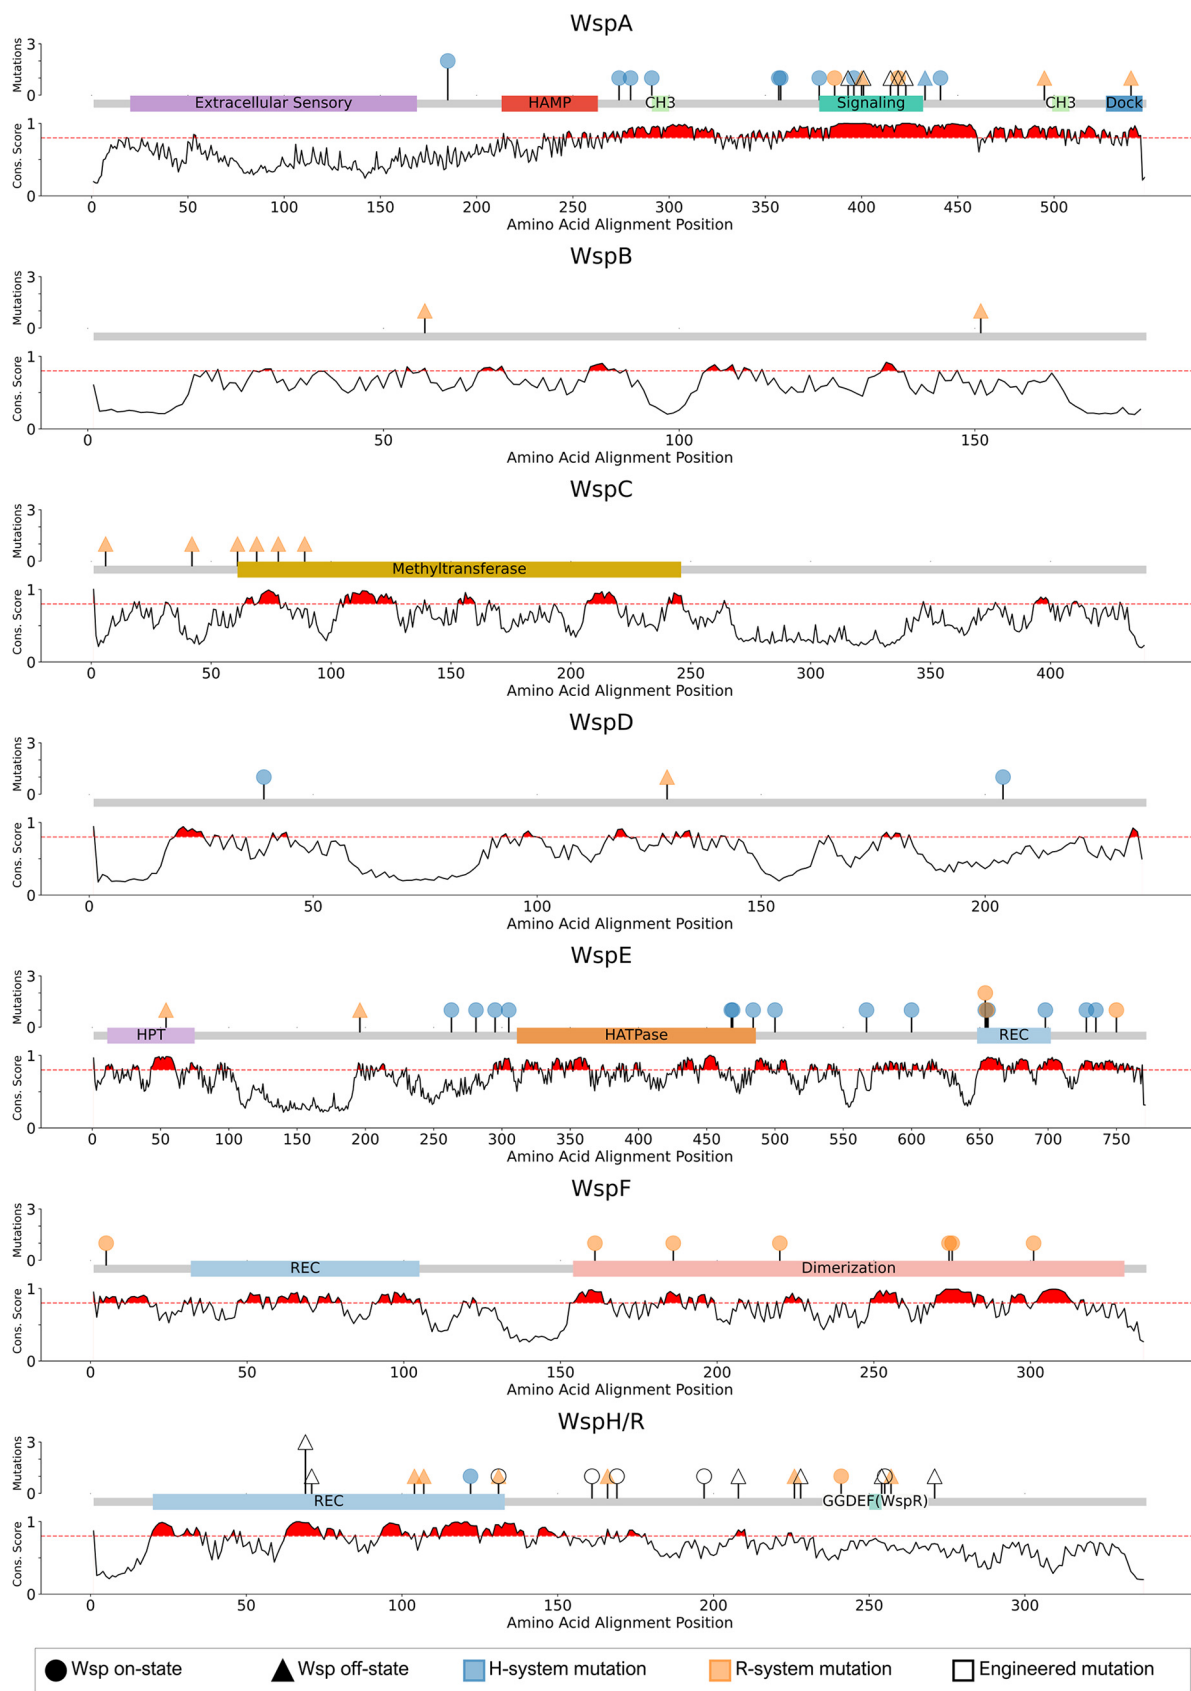 WspA
Mutations
3
0
Extracellular Sensory HAMP CH3 Signaling CH3 Dock
Cons. Score
1
0
0 50 100 150 200 250 300 350 400 450 500
Amino Acid Alignment Position
WspB
Mutations
3
0
Cons. Score
1
0
0 50 100 150
Amino Acid Alignment Position
WspC
Mutations
3
0
Methyltransferase
Cons. Score
1
0
0 50 100 150 200 250 300 350 400
Amino Acid Alignment Position
WspD
Mutations
3
0
Cons. Score
1
0
0 50 100 150 200
Amino Acid Alignment Position
WspE
Mutations
3
0
HPT HATPase REC
Cons. Score
1
0
0 50 100 150 200 250 300 350 400 450 500 550 600 650 700 750
Amino Acid Alignment Position
WspF
Mutations
3
0
REC Dimerization
Cons. Score
1
0
0 50 100 150 200 250 300
Amino Acid Alignment Position
WspH/R
Mutations
3
0
REC GGDEF(WspR)
Cons. Score
1
0
0 50 100 150 200 250 300
Amino Acid Alignment Position
Wsp on-state Wsp off-state H-system mutation R-system mutation Engineered mutation